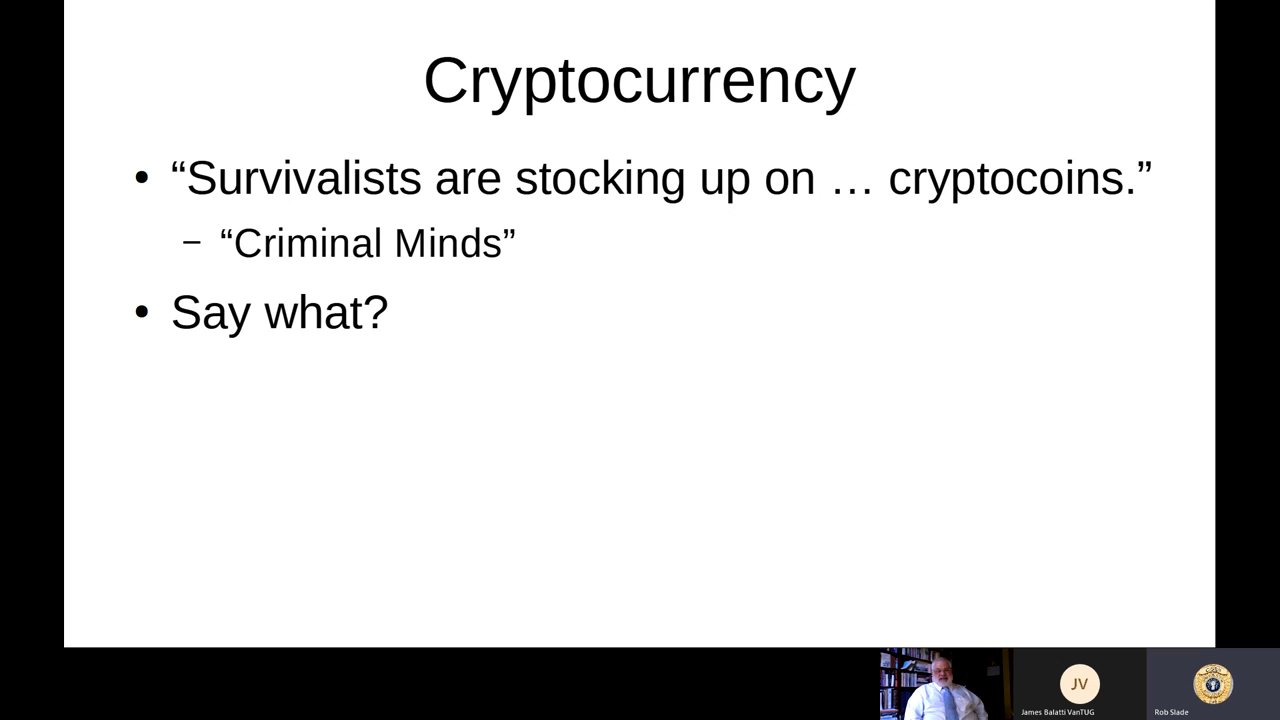 Cryptocurrency
• “Survivalists are stocking up on … cryptocoins.”
– “Criminal Minds”
• Say what?
JV
James Balatti VanTUG
Rob Slade